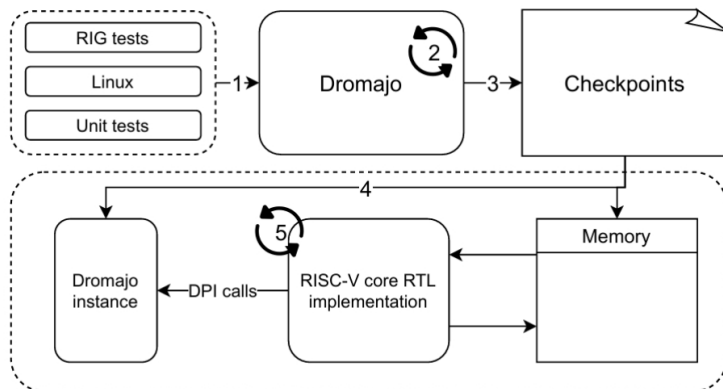 RIG tests
Linux
Unit tests
1
Dromajo
2
3
Checkpoints
4
Dromajo
instance
DPI calls
5
RISC-V core RTL
implementation
Memory